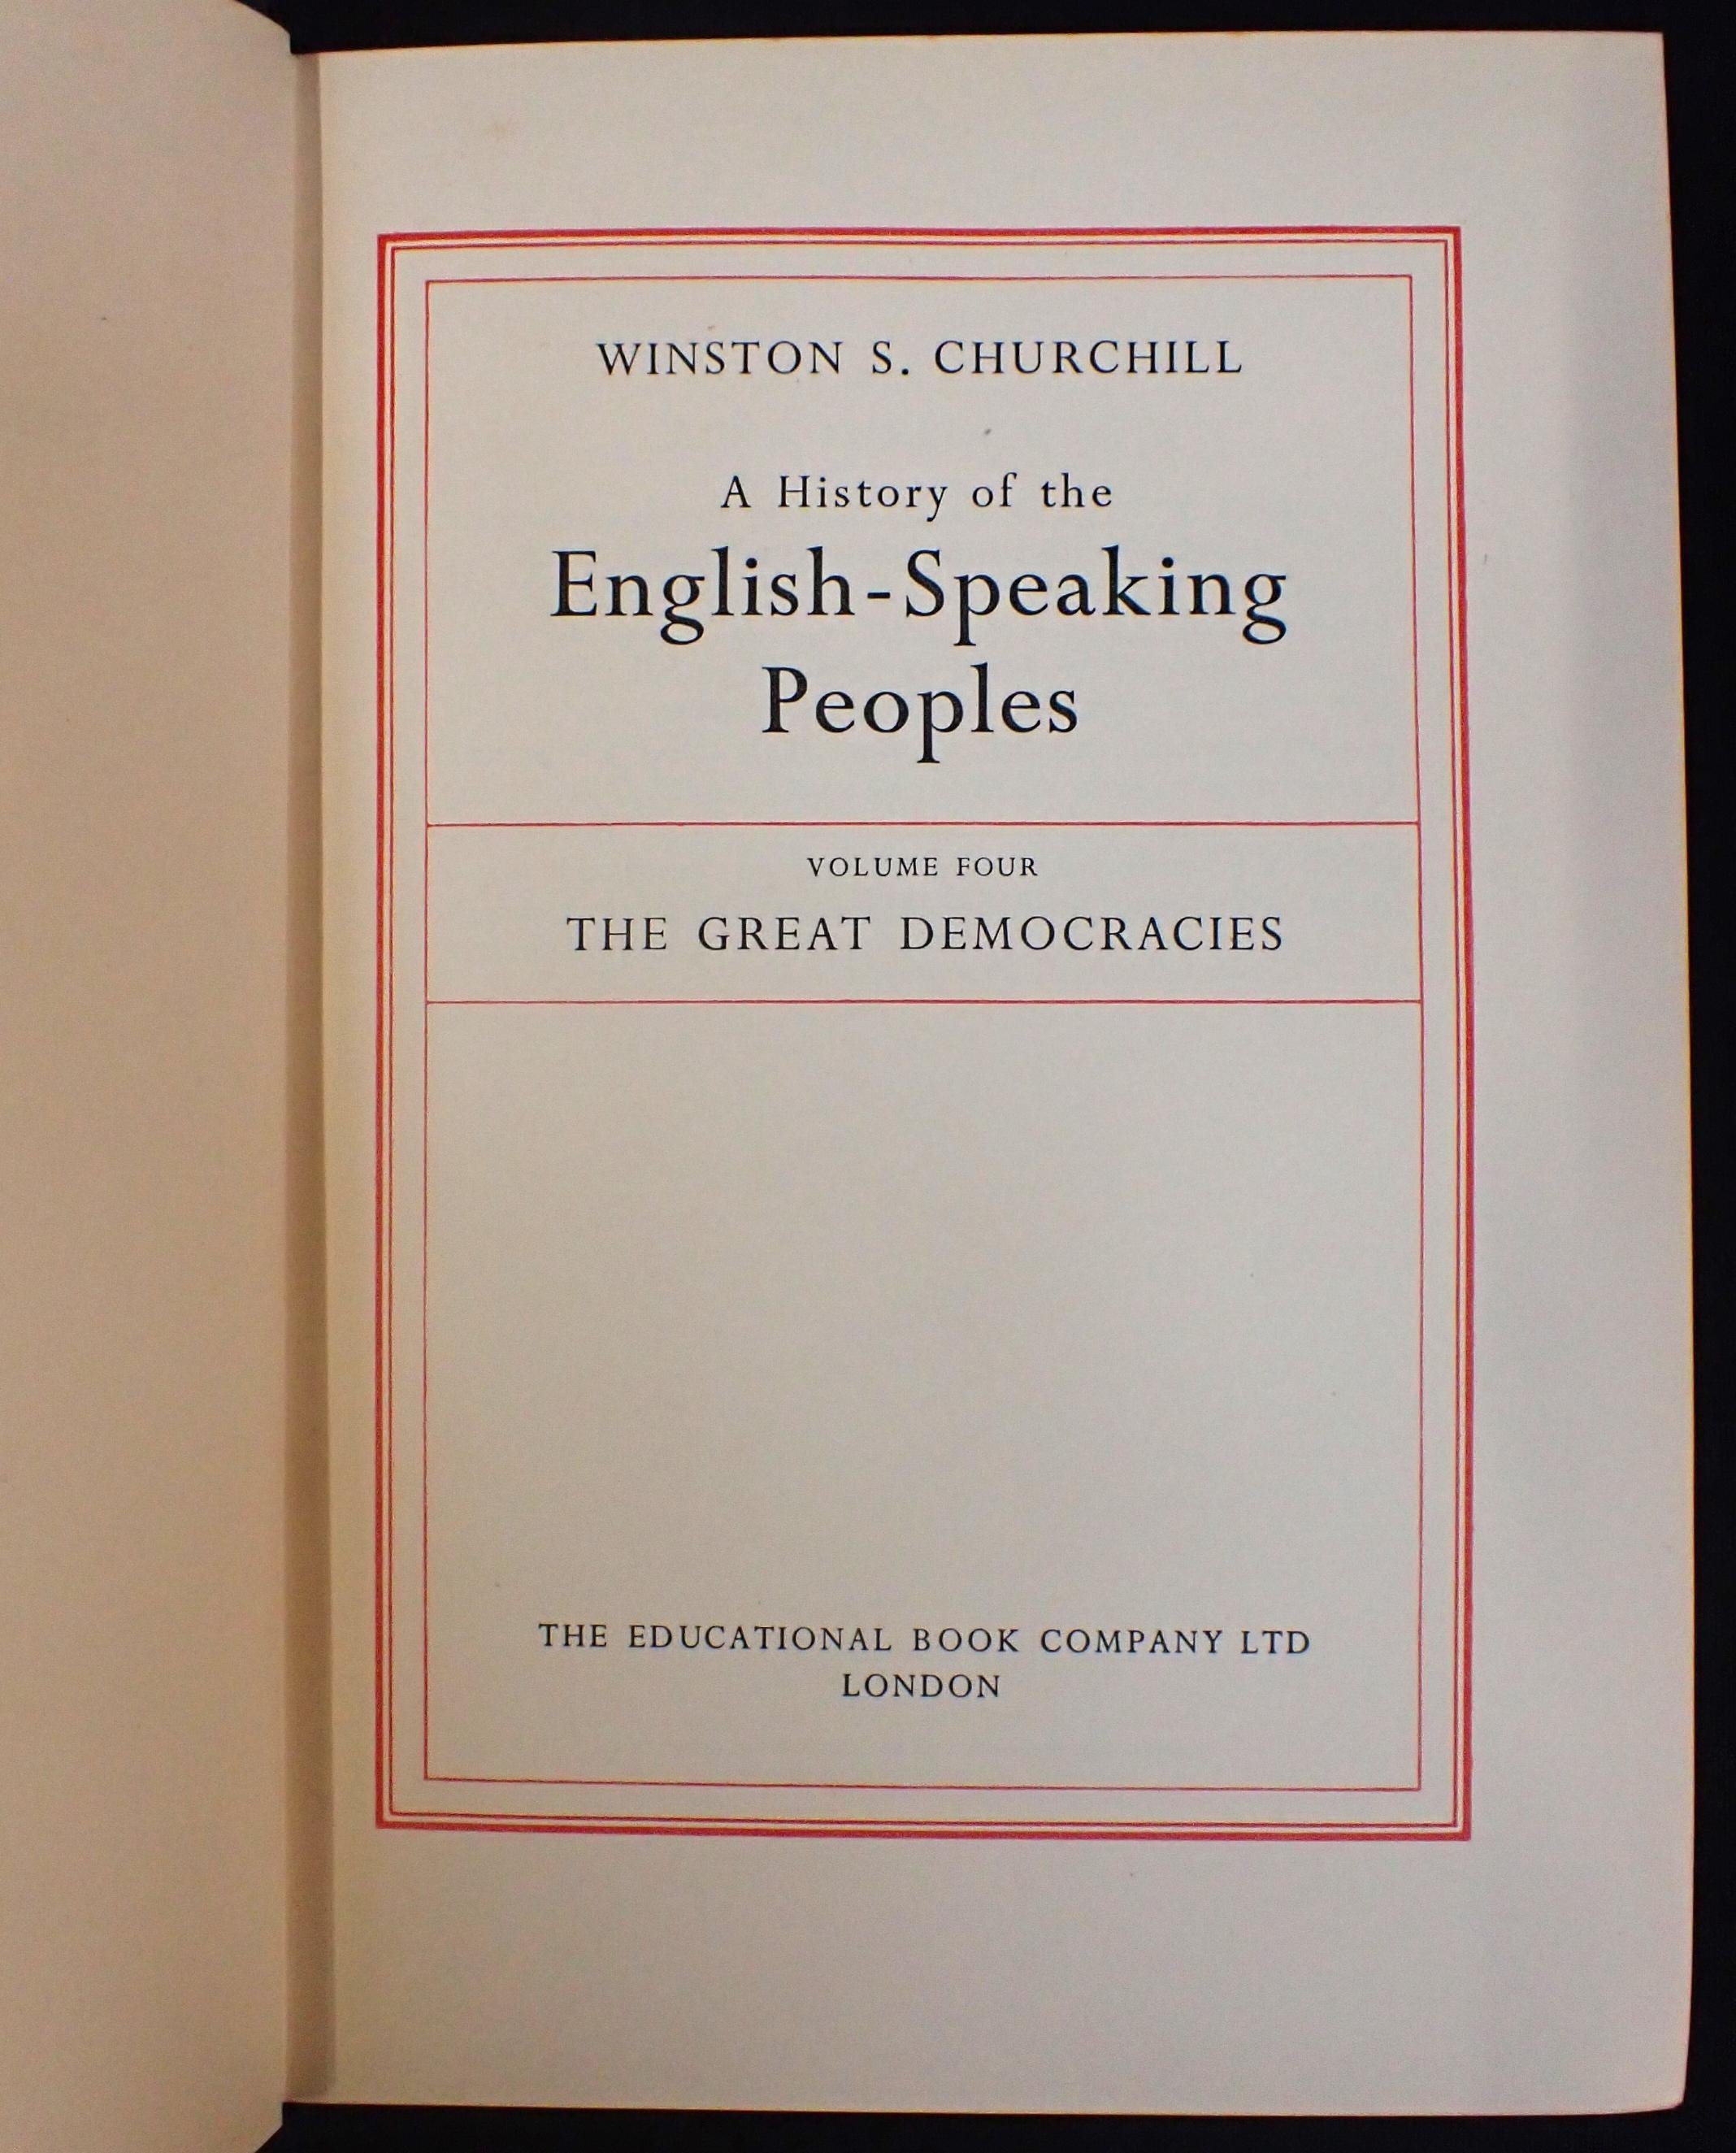 WINSTON S. CHURCHILL
A History of the
English-Speaking
Peoples
VOLUME FOUR
THE GREAT DEMOCRACIES
THE EDUCATIONAL BOOK COMPANY LTD
LONDON